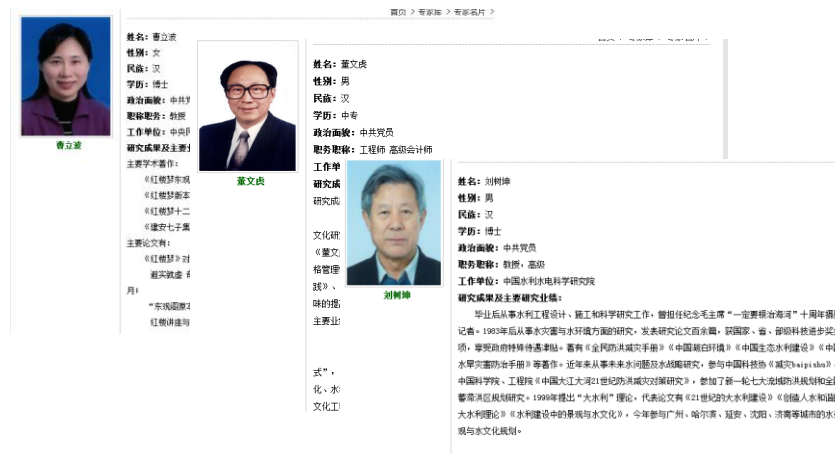 首页 > 专家库 > 专家名片 >
姓名：曹立波
性别：女
民族：汉
学历：博士
政治面貌：中共
职称职务：教授
工作单位：中央
研究成果及主要
主要学术著作：
《红楼梦东观
《红楼梦版本
《红楼梦十二
《建安七子集
主要论文有：
《红楼梦》对
避实就虚
月：
“东观阁原本
红楼讲座与
曹立波
姓名：董文虎
性别：男
民族：汉
学历：中专
政治面貌：中共党员
职务职称：工程师 高级会计师
工作单
研究成
研究成
文化研
《董文
格管理
践》、
味的提
主要业
式”，
化、水
文化工
董文虎
姓名：刘树坤
性别：男
民族：汉
学历：博士
政治面貌：中共党员
职务职称：教授，高级
工作单位：中国水利水电科学研究院
研究成果及主要研究业绩：
毕业后从事水利工程设计、施工和科学研究工作，曾担任纪念毛主席“一定要根治海河”十周年摄
记者。1983年后从事水灾害与水环境方面的研究，发表研究论文百余篇，获国家、省、部级科技进步奖
项，享受政府特殊待遇津贴。著有《全民防洪减灾手册》《中国湖白环境》《中国生态水利建设》《中
水旱灾害防治手册》等著作。近年来从事未来水问题及水战略研究，参与中国科技协《减灾baipishu》
中国科学院、工程院《中国大江大河21世纪防洪减灾对策研究》，参加了新一轮七大流域防洪规划和全
蓄滞洪区规划研究。1999年提出“大水利”理论，代表论文有《21世纪的大水利建设》《创造人水和谐
大水利理论》《水利建设中的景观与水文化》，今年参与广州、哈尔滨、延安、沈阳、济南等城市的水
观与水文化规划。
刘树坤